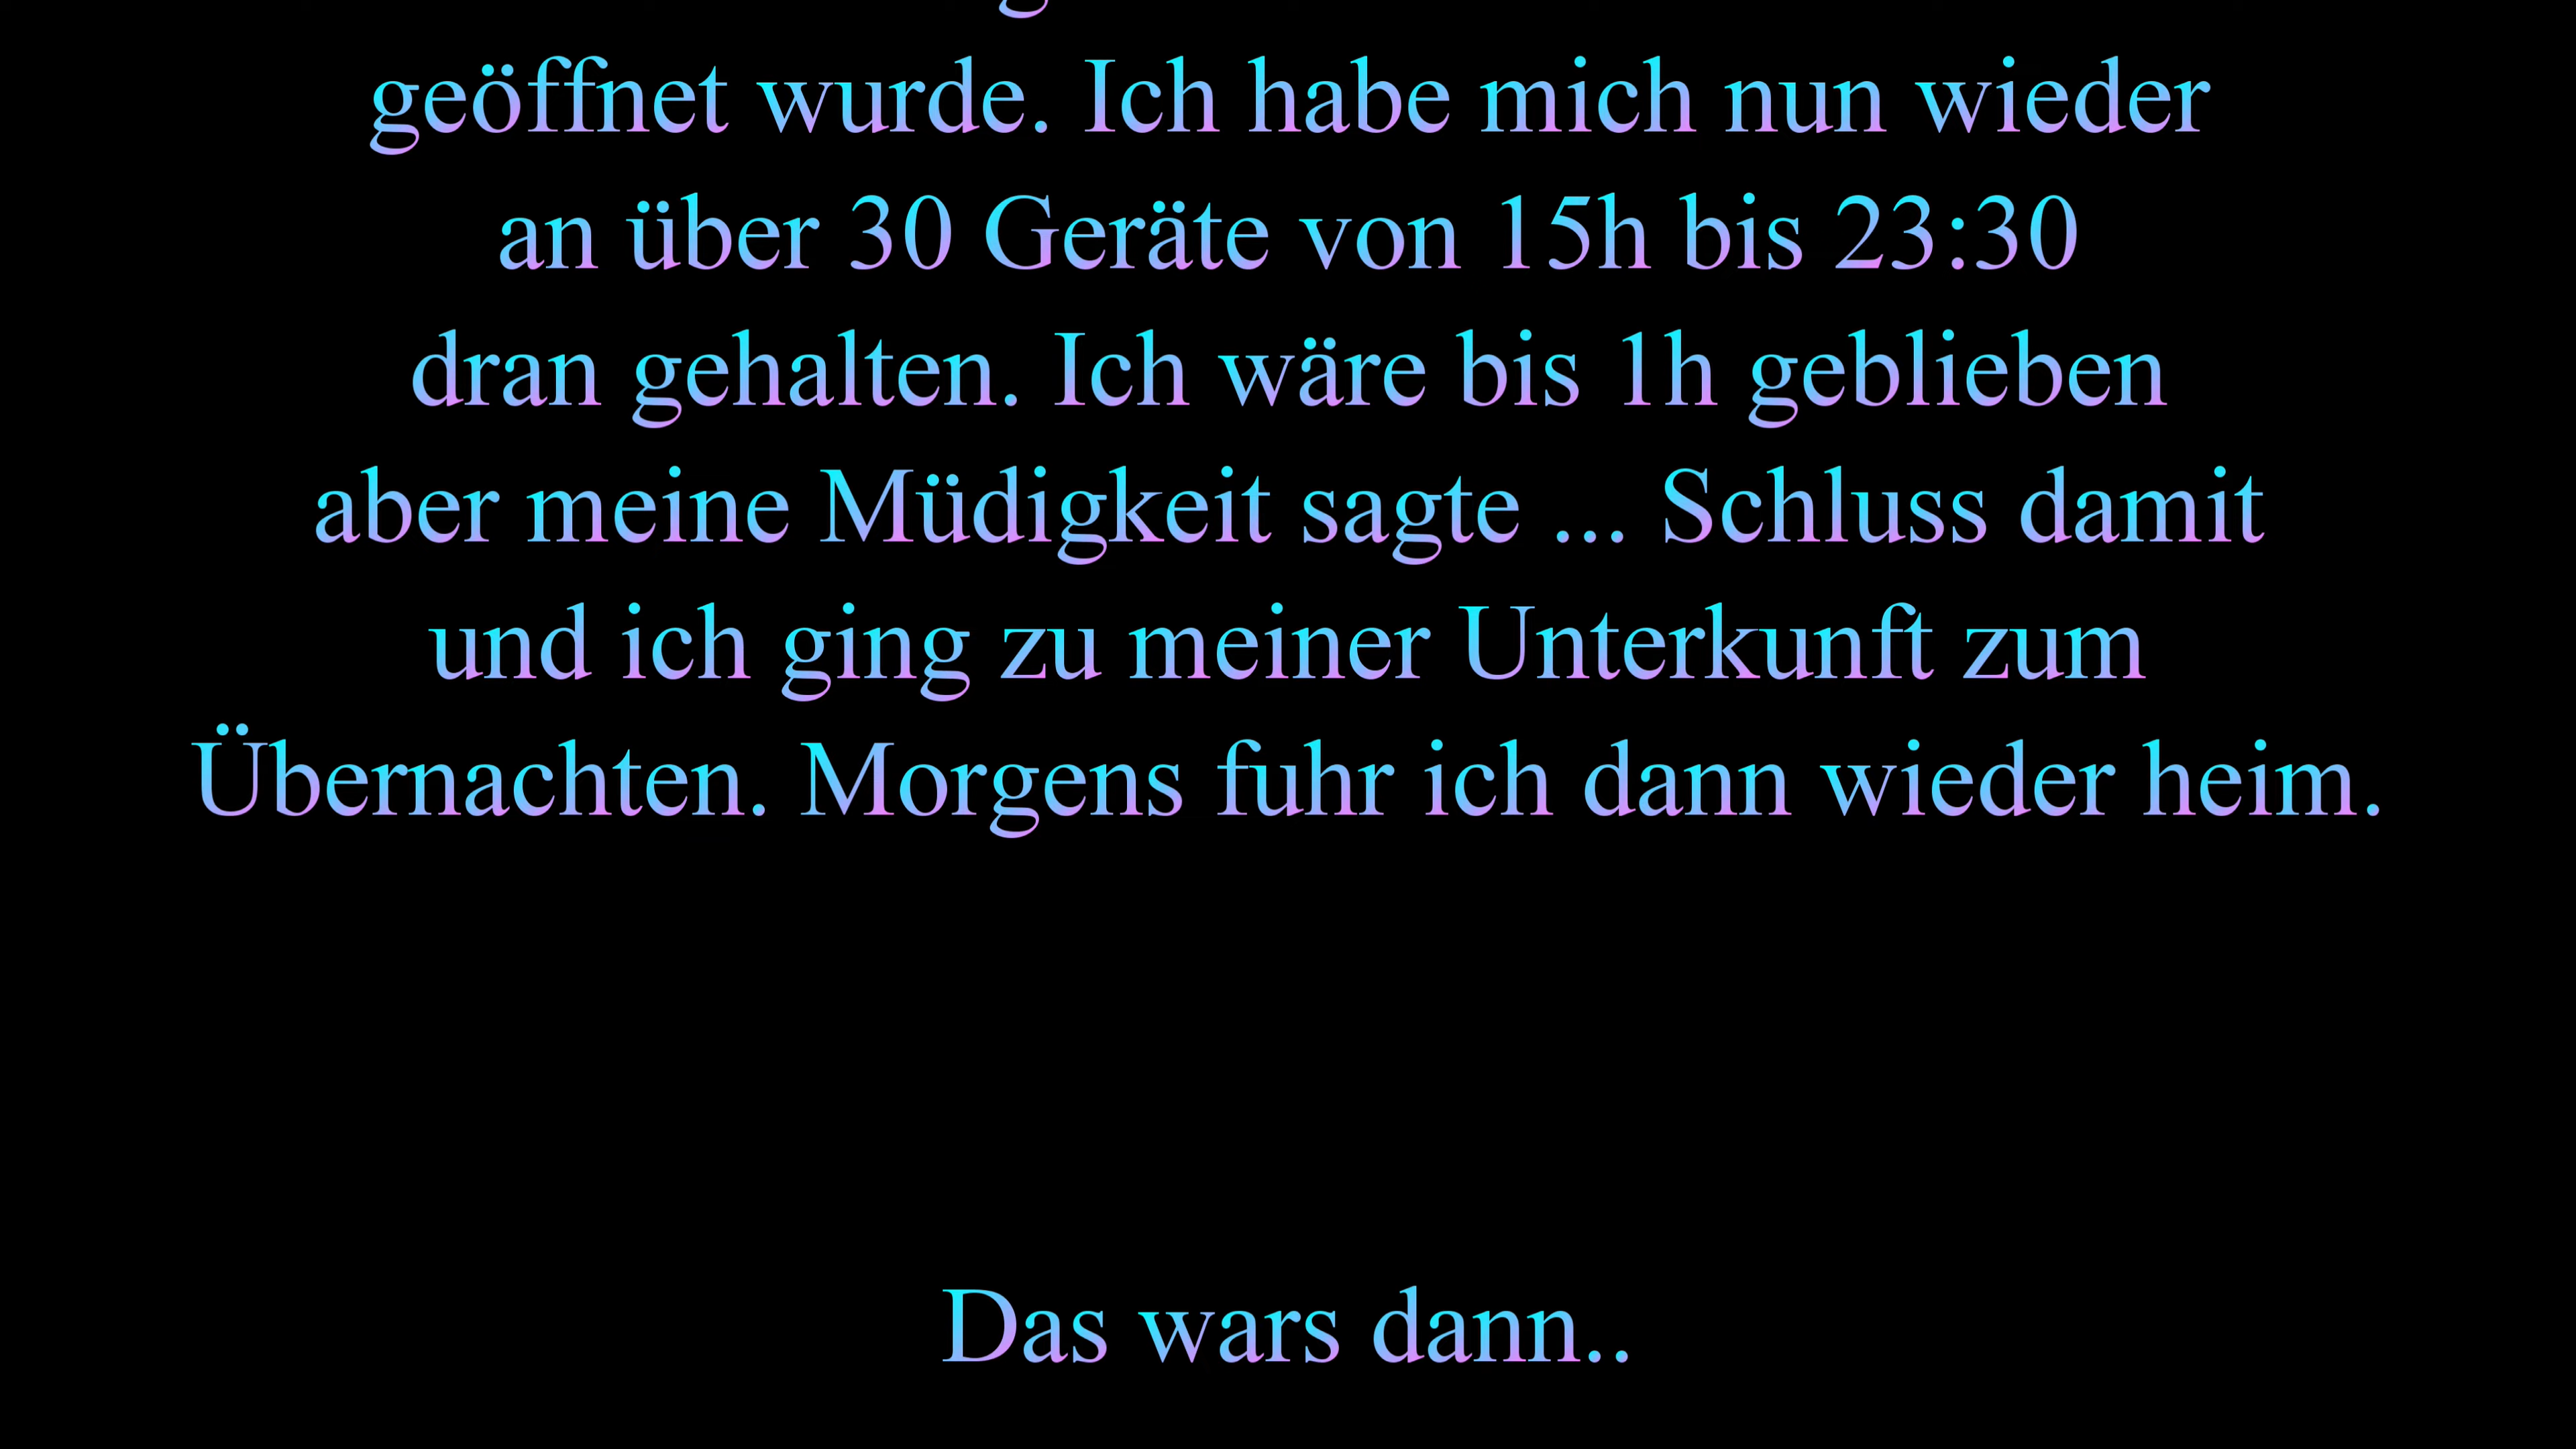 geöffnet wurde. Ich habe mich nun wieder
an über 30 Geräte von 15h bis 23:30
dran gehalten. Ich wäre bis 1h geblieben
aber meine Müdigkeit sagte ... Schluss damit
und ich ging zu meiner Unterkunft zum
Übernachten. Morgens fuhr ich dann wieder heim.
Das wars dann..